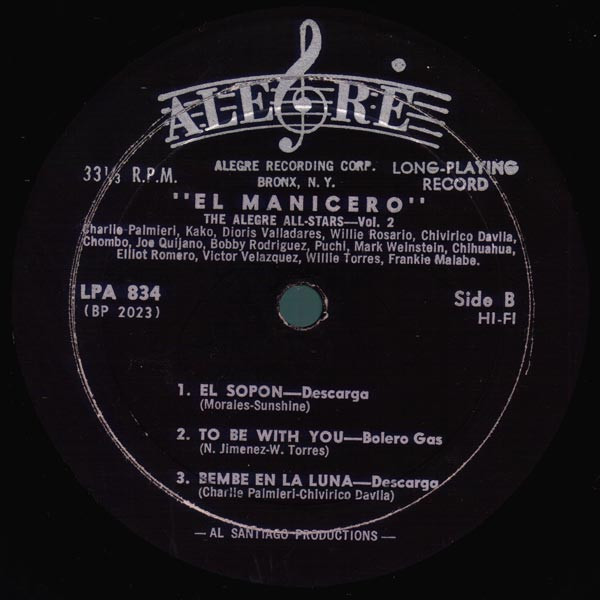 ALEGRE
33⅓ R.P.M.
ALEGRE RECORDING CORP.
BRONX, N. Y.
LONG-PLAYING
RECORD
"EL MANICERO"
THE ALEGRE ALL-STARS—Vol. 2
Charlie Palmieri, Kako, Dioris Valladares, Willie Rosario, Chivirico Davila,
Chombo, Joe Quijano, Bobby Rodriguez, Puchi, Mark Weinstein, Chihuahua,
Elliot Romero, Victor Velazquez, Willie Torres, Frankie Malabe.
LPA 834
(BP 2023)
Side B
HI-FI
1. EL SOPON—Descarga
(Morales-Sunshine)
2. TO BE WITH YOU—Bolero Gas
(N. Jimenez-W. Torres)
3. BEMBE EN LA LUNA—Descarga
(Charlie Palmieri-Chivirico Davila)
— AL SANTIAGO PRODUCTIONS —